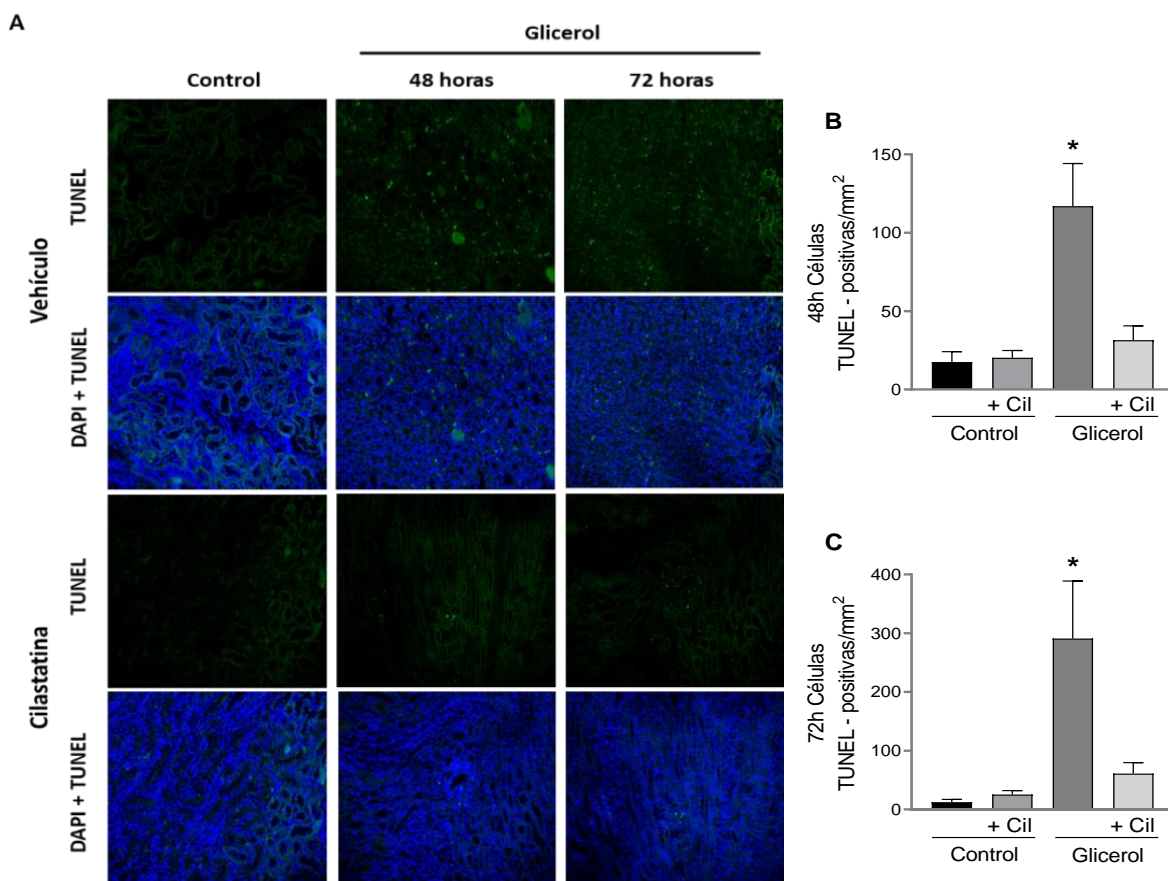 A
Glicerol
Control
48 horas
72 horas
Vehículo
TUNEL
DAPI + TUNEL
Cilastatina
TUNEL
DAPI + TUNEL
B
48h Células
TUNEL - positivas/mm²
150
100
50
0
*
+ Cil
+ Cil
Control
Glicerol
C
72h Células
TUNEL - positivas/mm²
400
300
200
100
0
*
+ Cil
+ Cil
Control
Glicerol